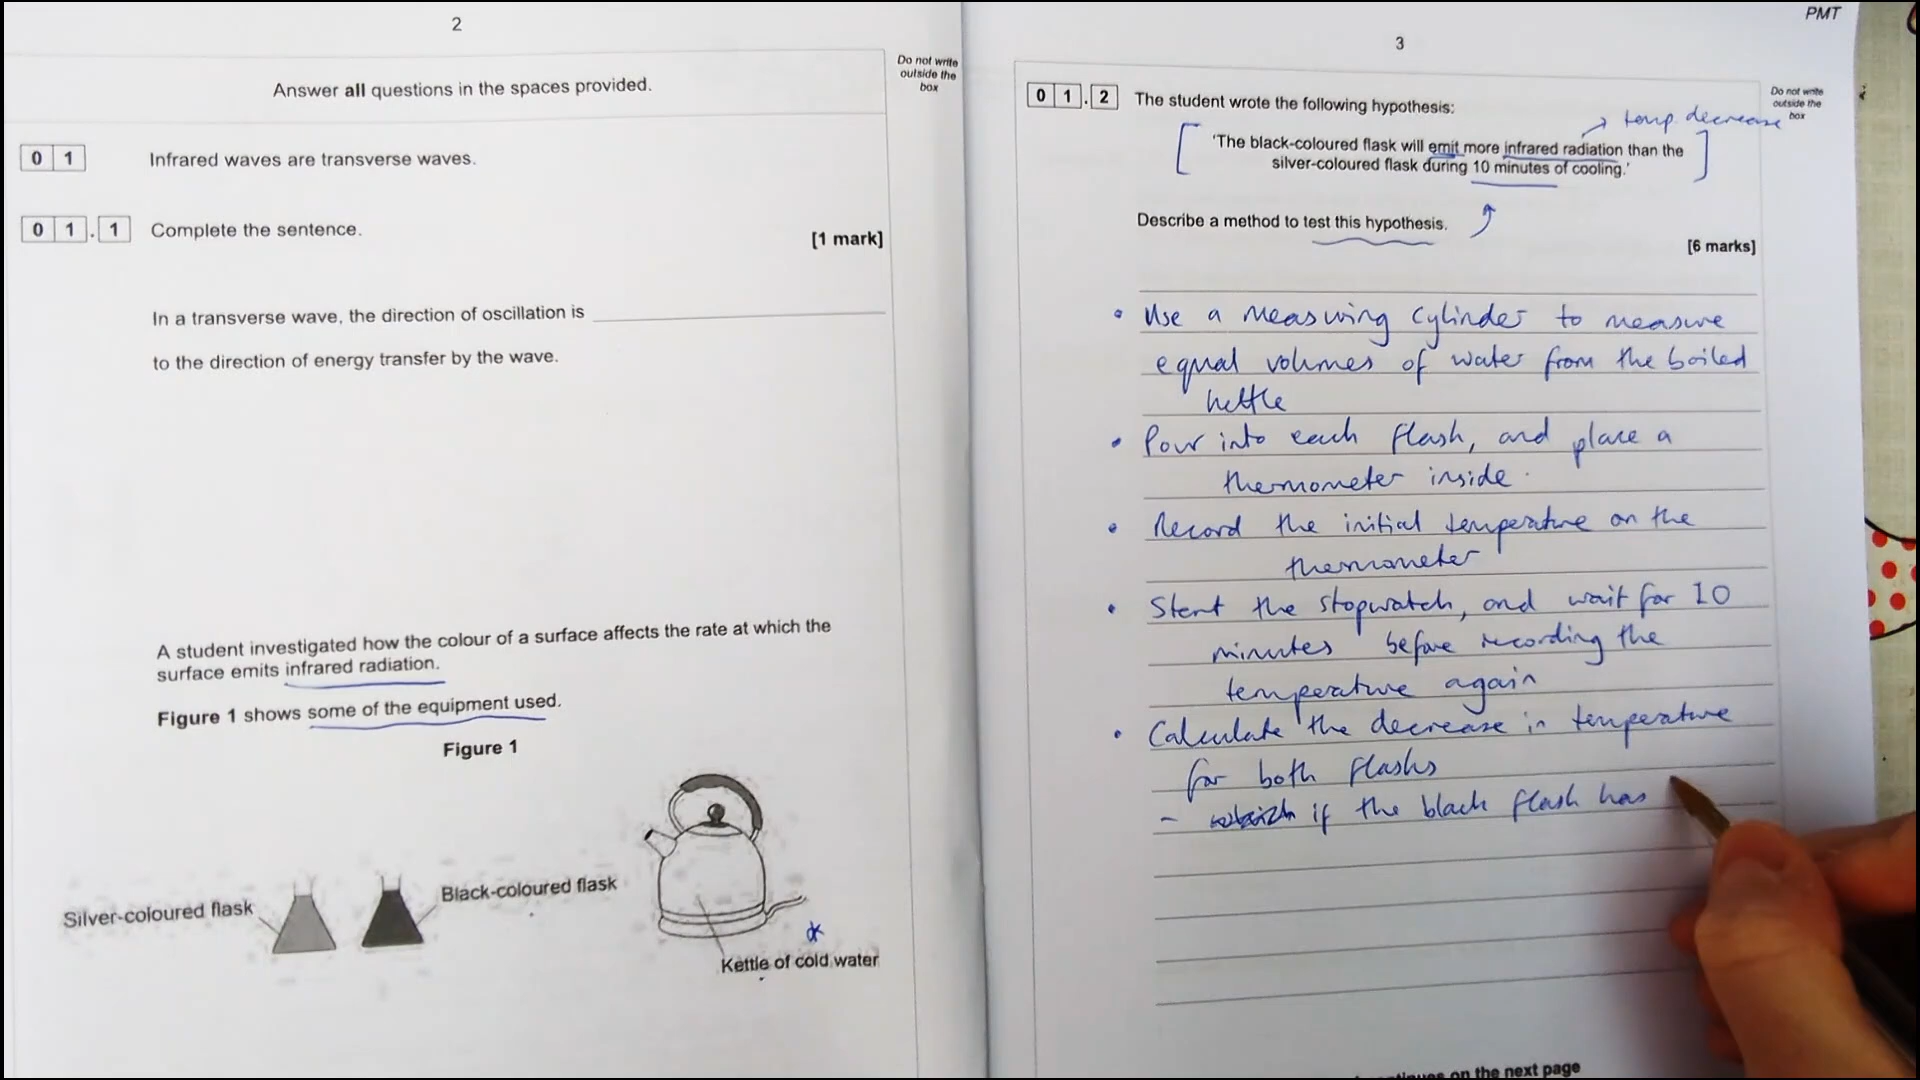 2
Do not write
outside the
box
Answer all questions in the spaces provided.
0 1
Infrared waves are transverse waves.
0 1 . 1
Complete the sentence.
[1 mark]
In a transverse wave, the direction of oscillation is
to the direction of energy transfer by the wave.
A student investigated how the colour of a surface affects the rate at which the
surface emits infrared radiation.
Figure 1 shows some of the equipment used.
Figure 1
Silver-coloured flask
Black-coloured flask
Kettle of cold water
PMT
3
Do not write
outside the
box
0 1 . 2
The student wrote the following hypothesis:
temp. decrease
'The black-coloured flask will emit more infrared radiation than the
silver-coloured flask during 10 minutes of cooling.'
Describe a method to test this hypothesis.
[6 marks]
• Use a measuring cylinder to measure
equal volumes of water from the boiled
kettle
• Pour into each flask, and place a
thermometer inside.
• Record the initial temperature on the
thermometer
• Start the stopwatch, and wait for 10
minutes before recording the
temperature again
• Calculate the decrease in temperature
for both flasks
- if the black flask has
on the next page